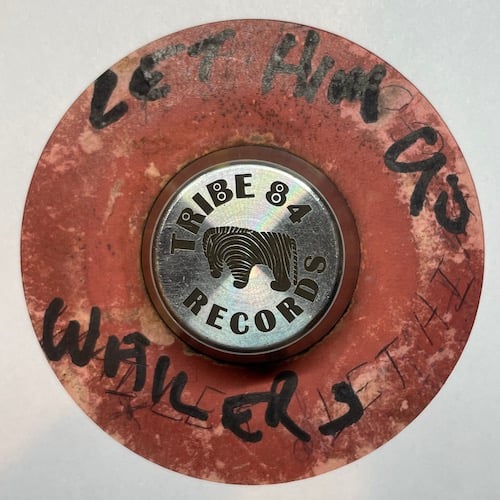 LET HIM GO
TRIBE 84
RECORDS
WAILERS